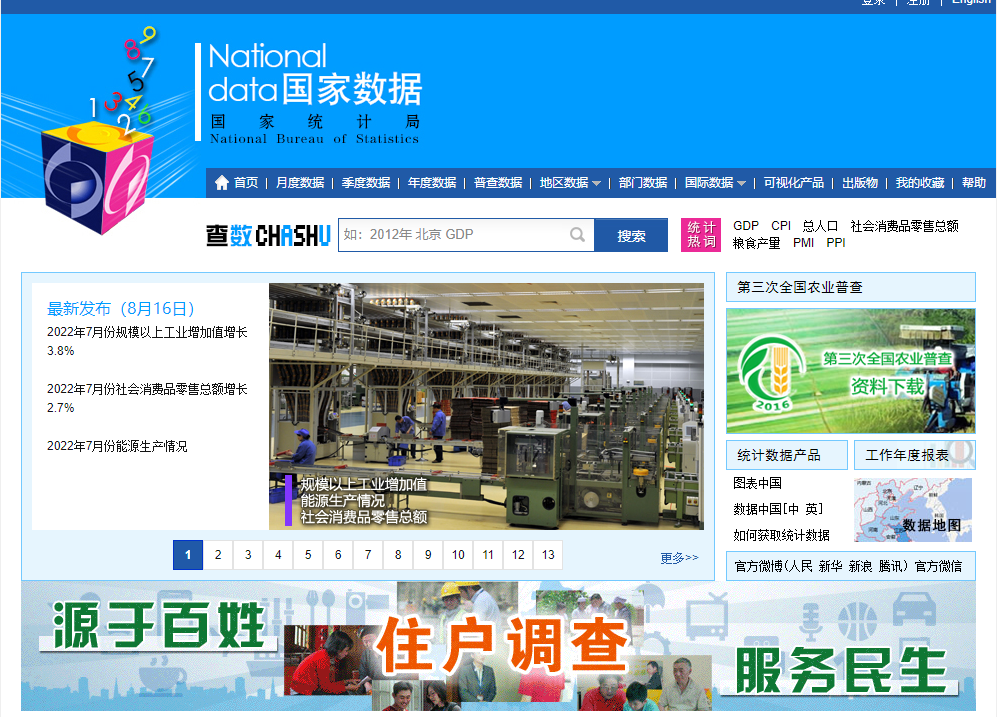 登录 | 注册 | English
9
8
7
5
1 3 4 6
2
National
data国家数据
国家统计局
National Bureau of Statistics
首页 | 月度数据 | 季度数据 | 年度数据 | 普查数据 | 地区数据 | 部门数据 | 国际数据 | 可视化产品 | 出版物 | 我的收藏 | 帮助
查数CHASHU
如：2012年 北京 GDP
搜索
统计
热词
GDP CPI 总人口 社会消费品零售总额
粮食产量 PMI PPI
最新发布（8月16日）
2022年7月份规模以上工业增加值增长
3.8%
2022年7月份社会消费品零售总额增长
2.7%
2022年7月份能源生产情况
规模以上工业增加值
能源生产情况
社会消费品零售总额
1 2 3 4 5 6 7 8 9 10 11 12 13
更多>>
第三次全国农业普查
第三次全国农业普查
资料下载
2016
统计数据产品
工作年度报表
图表中国
数据中国[中 英]
如何获取统计数据
数据地图
官方微博(人民 新华 新浪 腾讯) 官方微信
源于百姓
住户调查
服务民生